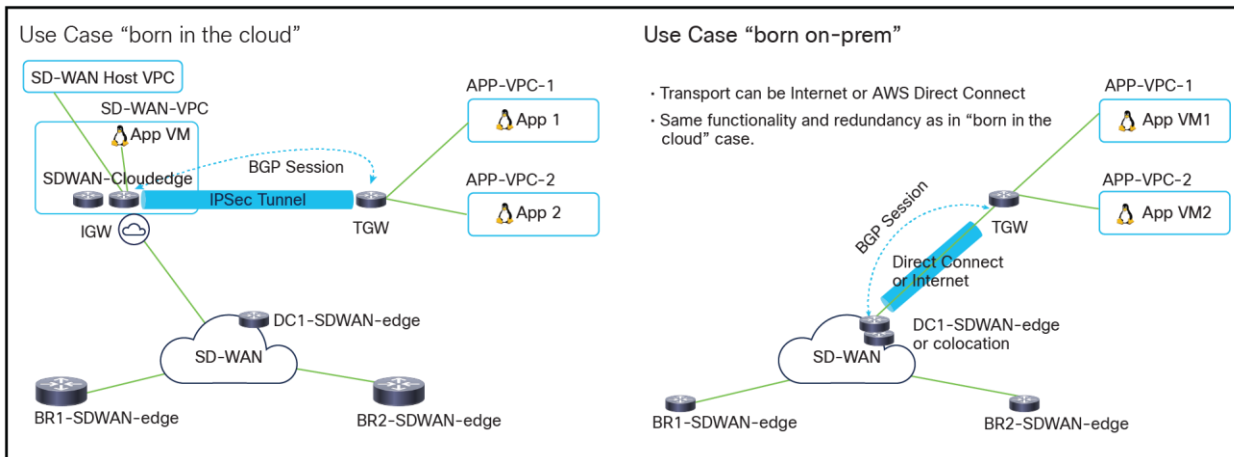 Use Case “born in the cloud”
SD-WAN Host VPC
SD-WAN-VPC
App VM
SDWAN-Cloudedge
IGW
BGP Session
IPSec Tunnel
TGW
APP-VPC-1
App 1
APP-VPC-2
App 2
DC1-SDWAN-edge
SD-WAN
BR1-SDWAN-edge
BR2-SDWAN-edge
Use Case “born on-prem”
· Transport can be Internet or AWS Direct Connect
· Same functionality and redundancy as in “born in the
cloud” case.
APP-VPC-1
App VM1
APP-VPC-2
App VM2
TGW
BGP Session
Direct Connect
or Internet
DC1-SDWAN-edge
or colocation
SD-WAN
BR1-SDWAN-edge
BR2-SDWAN-edge